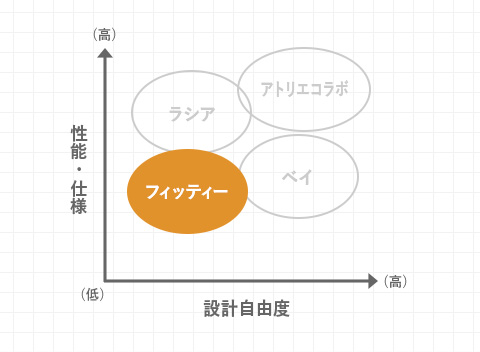 （高）
アトリエコラボ
ラシア
性能・仕様
ベイ
フィッティー
（低）
（高）
設計自由度